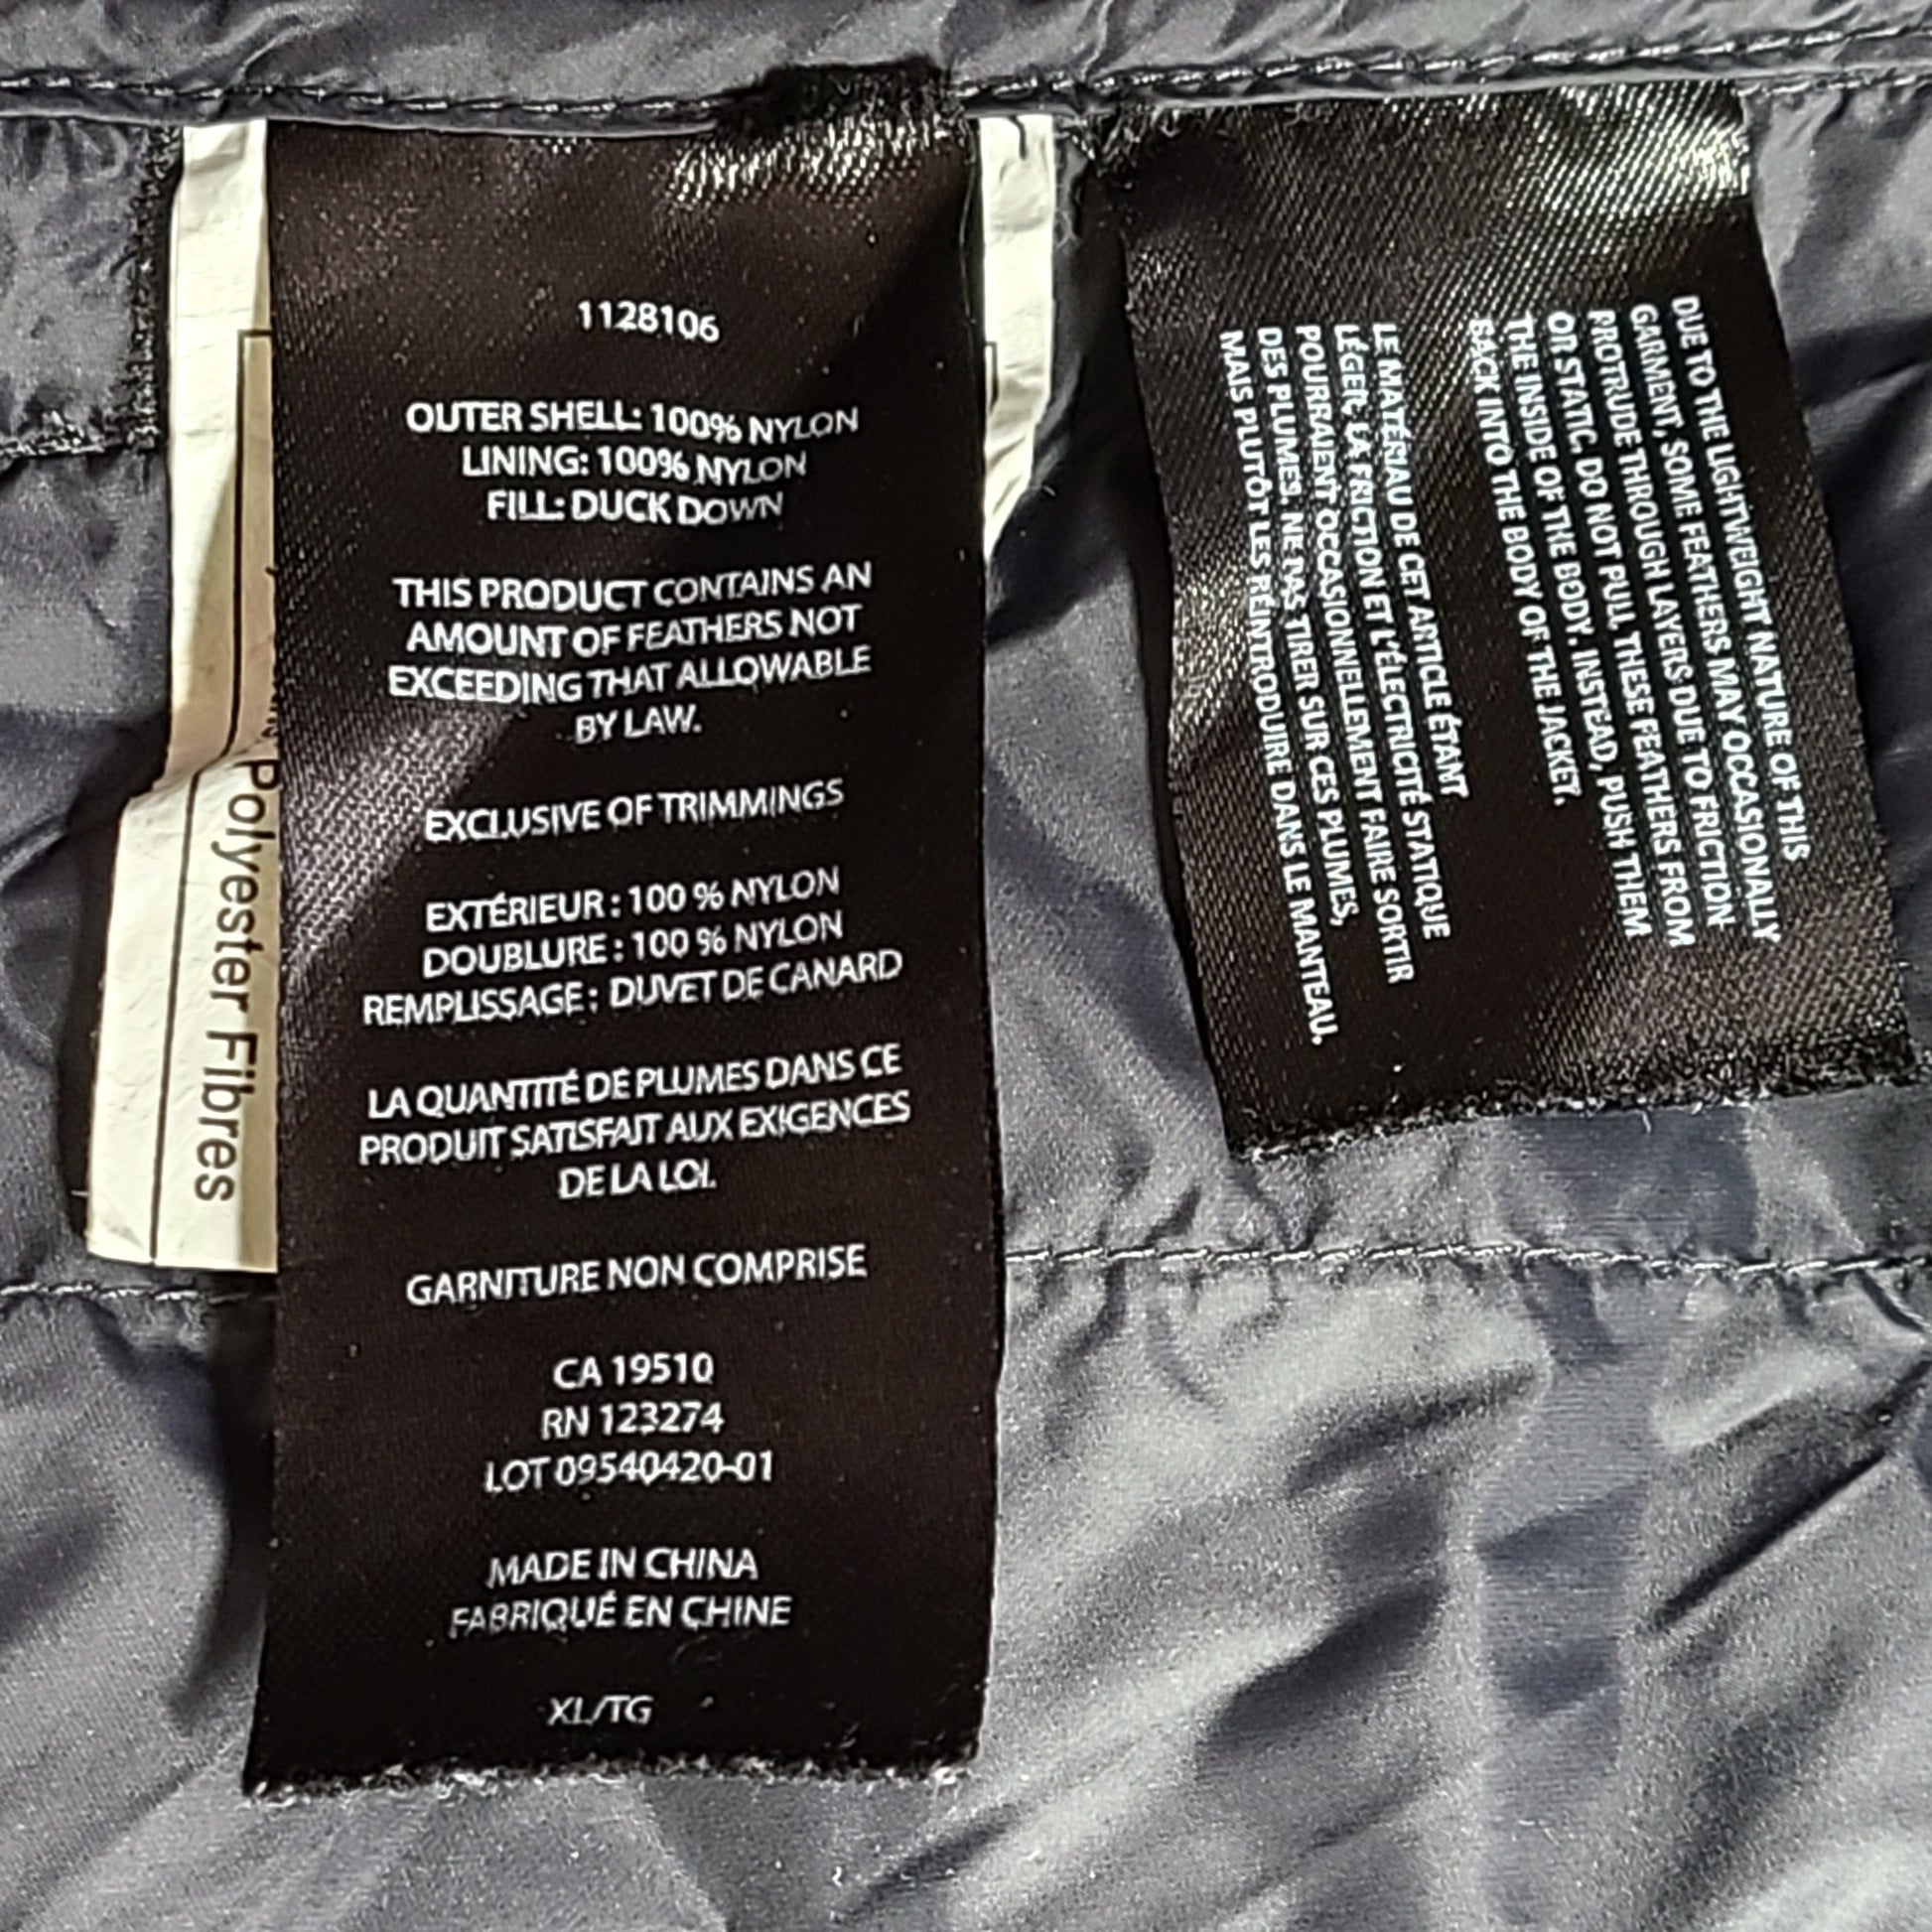 1128106
OUTER SHELL: 100% NYLON
LINING: 100% NYLON
FILL: DUCK DOWN
THIS PRODUCT CONTAINS AN
AMOUNT OF FEATHERS NOT
EXCEEDING THAT ALLOWABLE
BY LAW.
EXCLUSIVE OF TRIMMINGS
EXTÉRIEUR : 100 % NYLON
DOUBLURE : 100 % NYLON
REMPLISSAGE : DUVET DE CANARD
LA QUANTITÉ DE PLUMES DANS CE
PRODUIT SATISFAIT AUX EXIGENCES
DE LA LOI.
GARNITURE NON COMPRISE
CA 19510
RN 123274
LOT 09540420-01
MADE IN CHINA
FABRIQUÉ EN CHINE
XL/TG
Polyester Fibres
DUE TO THE LIGHTWEIGHT NATURE OF THIS
GARMENT, SOME FEATHERS MAY OCCASIONALLY
PROTRUDE THROUGH LAYERS DUE TO FRICTION
OR STATIC. DO NOT PULL THESE FEATHERS FROM
THE INSIDE OF THE BODY. INSTEAD, PUSH THEM
BACK INTO THE BODY OF THE JACKET.
LE MATÉRIAU DE CET ARTICLE ÉTANT
LÉGER, LA FRICTION ET L'ÉLECTRICITÉ STATIQUE
POURRAIENT OCCASIONNELLEMENT FAIRE SORTIR
DES PLUMES. NE PAS TIRER SUR CES PLUMES,
MAIS PLUTÔT LES RÉINTRODUIRE DANS LE MANTEAU.